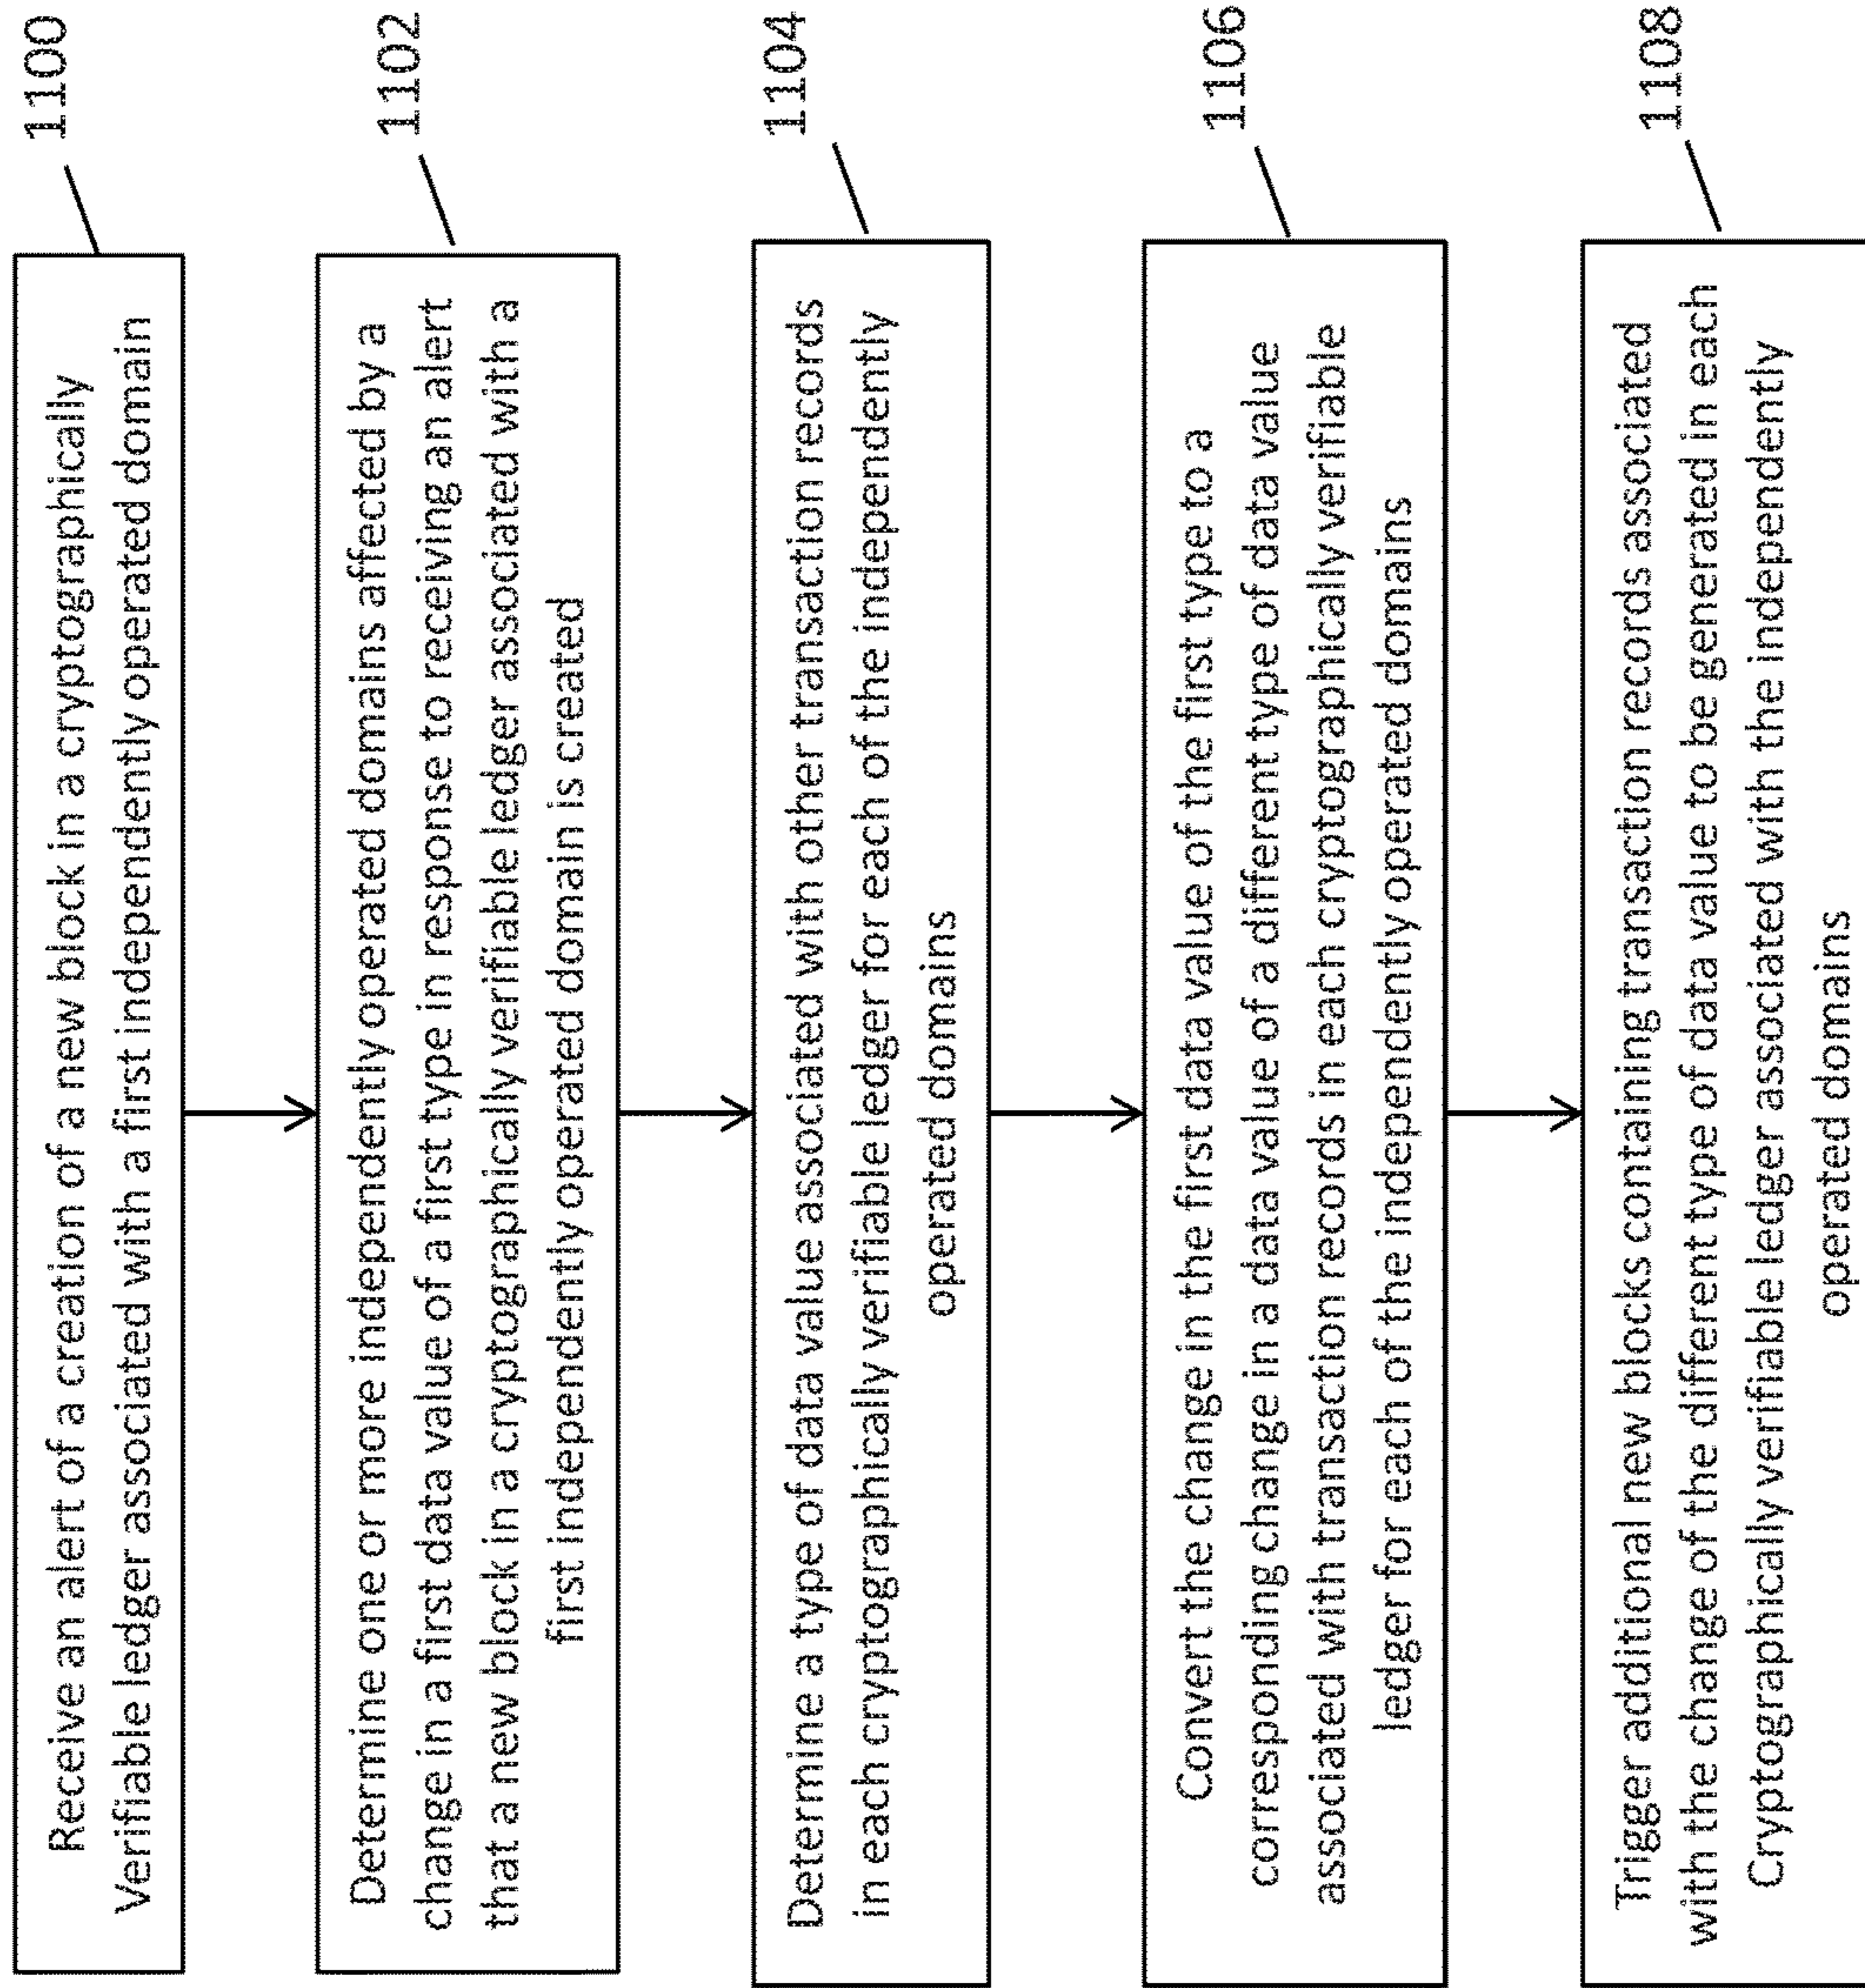 Receive an alert of a creation of a new block in a cryptographically
Verifiable ledger associated with a first independently operated domain
1100
Determine one or more independently operated domains affected by a
change in a first data value of a first type in response to receiving an alert
that a new block in a cryptographically verifiable ledger associated with a
first independently operated domain is created
1102
Determine a type of data value associated with other transaction records
in each cryptographically verifiable ledger for each of the independently
operated domains
1104
Convert the change in the first data value of the first type to a
corresponding change in a data value of a different type of data value
associated with transaction records in each cryptographically verifiable
ledger for each of the independently operated domains
1106
Trigger additional new blocks containing transaction records associated
with the change of the different type of data value to be generated in each
Cryptographically verifiable ledger associated with the independently
operated domains
1108